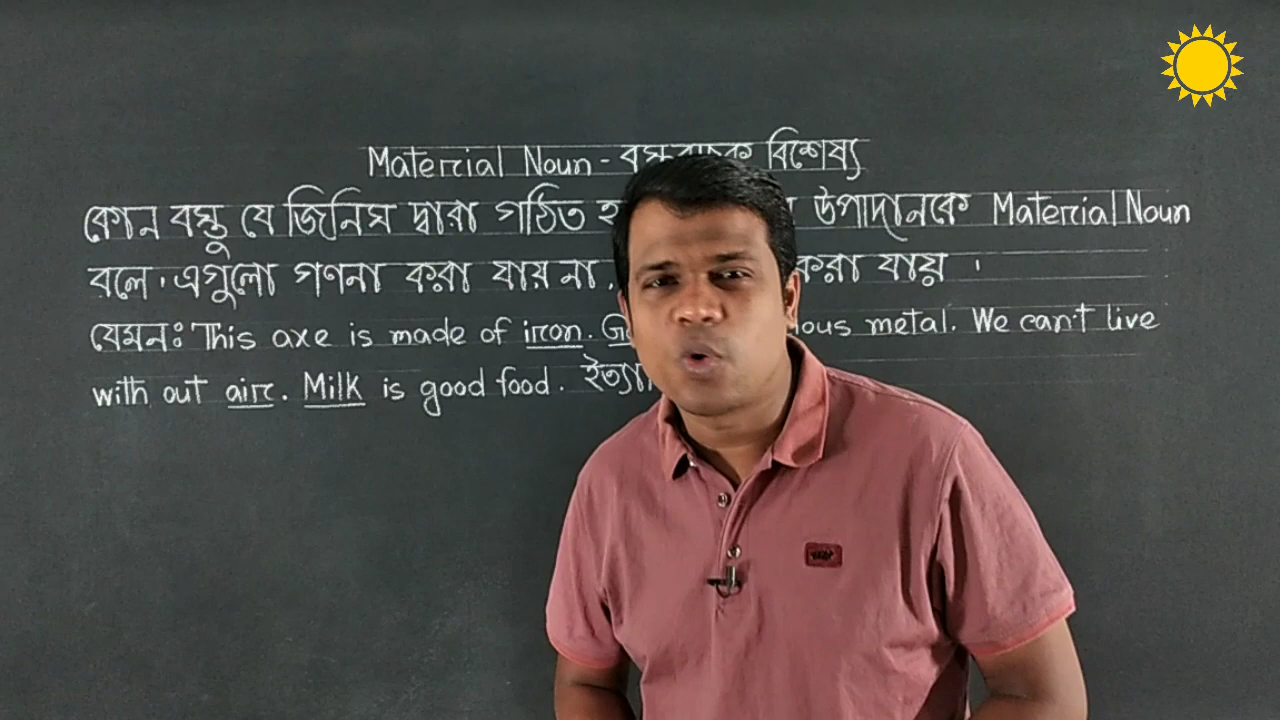 Material Noun - বিশেষ্য
কোন বস্তু যে জিনিস দ্বারা গঠিত উপাদানকে Material Noun
বলে। এগুলো গণনা করা যায় না, করা যায়।
যেমনঃ This axe is made of iron. metal. We can't live
with out air. Milk is good food.